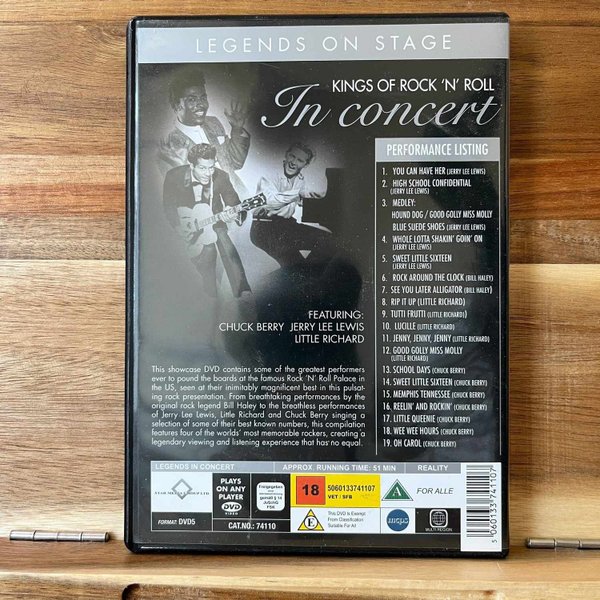 LEGENDS ON STAGE
KINGS OF ROCK 'N' ROLL
In concert
PERFORMANCE LISTING
1. YOU CAN HAVE HER (JERRY LEE LEWIS)
2. HIGH SCHOOL CONFIDENTIAL
(JERRY LEE LEWIS)
3. MEDLEY:
HOUND DOG / GOOD GOLLY MISS MOLLY
BLUE SUEDE SHOES (JERRY LEE LEWIS)
4. WHOLE LOTTA SHAKIN' GOIN' ON
(JERRY LEE LEWIS)
5. SWEET LITTLE SIXTEEN
(JERRY LEE LEWIS)
6. ROCK AROUND THE CLOCK (BILL HALEY)
7. SEE YOU LATER ALLIGATOR (BILL HALEY)
8. RIP IT UP (LITTLE RICHARD)
9. TUTTI FRUTTI (LITTLE RICHARD)
10. LUCILLE (LITTLE RICHARD)
11. JENNY, JENNY, JENNY (LITTLE RICHARD)
12. GOOD GOLLY MISS MOLLY
(LITTLE RICHARD)
13. SCHOOL DAYS (CHUCK BERRY)
14. SWEET LITTLE SIXTEEN (CHUCK BERRY)
15. MEMPHIS TENNESSEE (CHUCK BERRY)
16. REELIN' AND ROCKIN' (CHUCK BERRY)
17. LITTLE QUEENIE (CHUCK BERRY)
18. WEE WEE HOURS (CHUCK BERRY)
19. OH CAROL (CHUCK BERRY)
FEATURING:
CHUCK BERRY JERRY LEE LEWIS
LITTLE RICHARD
This showcase DVD contains some of the greatest performers
ever to pound the boards at the famous Rock 'N' Roll Palace in
the US, seen at their inimitably magnificent best in this pulsat-
ing rock presentation. From breathtaking performances by the
original rock legend Bill Haley to the breathless performances
of Jerry Lee Lewis, Little Richard and Chuck Berry singing a
selection of some of their best known numbers, this compilation
features four of the worlds' most memorable rockers, creating a
legendary viewing and listening experience that has no equal.
LEGENDS IN CONCERT
APPROX. RUNNING TIME: 51 MIN
REALITY
FORMAT: DVD5
PLAYS
ON ANY
PLAYER
DVD
VIDEO
CAT.NO: 74110
Freigegeben
gemäß § 14
JuSchG
FSK
18
5060133741107
VET / SFB
E
This DVD is Exempt
From Classification
Suitable For All
A
FOR ALLE
mcps
MULTI REGION
5 060133 741107